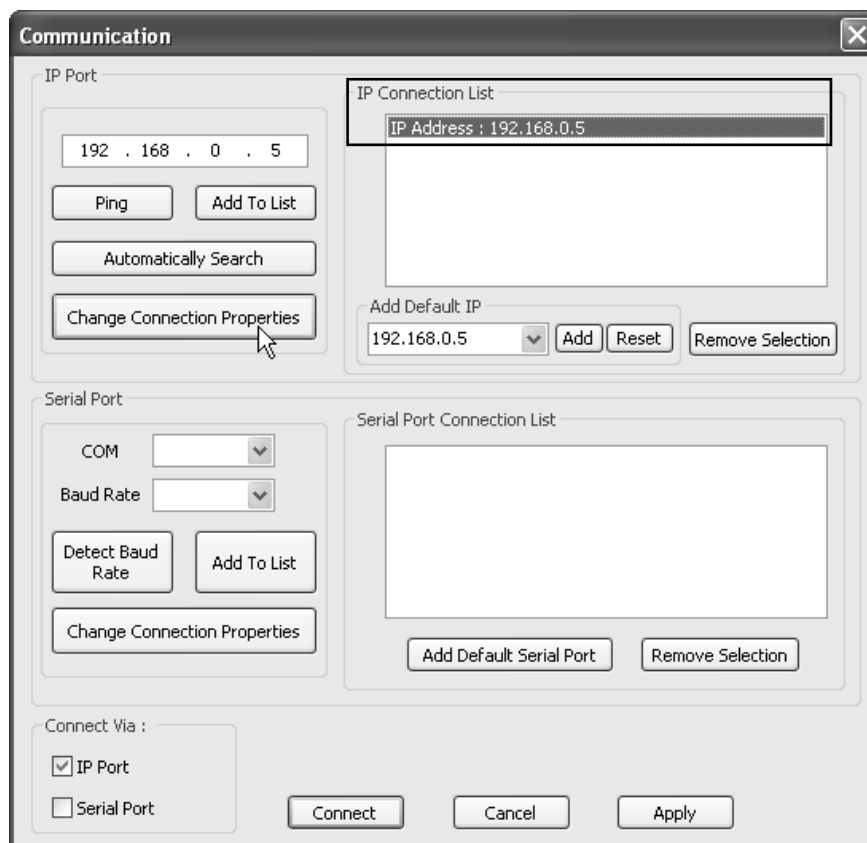 Communication
IP Port
IP Connection List
IP Address : 192.168.0.5
192 . 168 . 0 . 5
Ping
Add To List
Automatically Search
Change Connection Properties
Add Default IP
192.168.0.5
Add
Reset
Remove Selection
Serial Port
Serial Port Connection List
COM
Baud Rate
Detect Baud
Rate
Add To List
Change Connection Properties
Add Default Serial Port
Remove Selection
Connect Via :
IP Port
Serial Port
Connect
Cancel
Apply